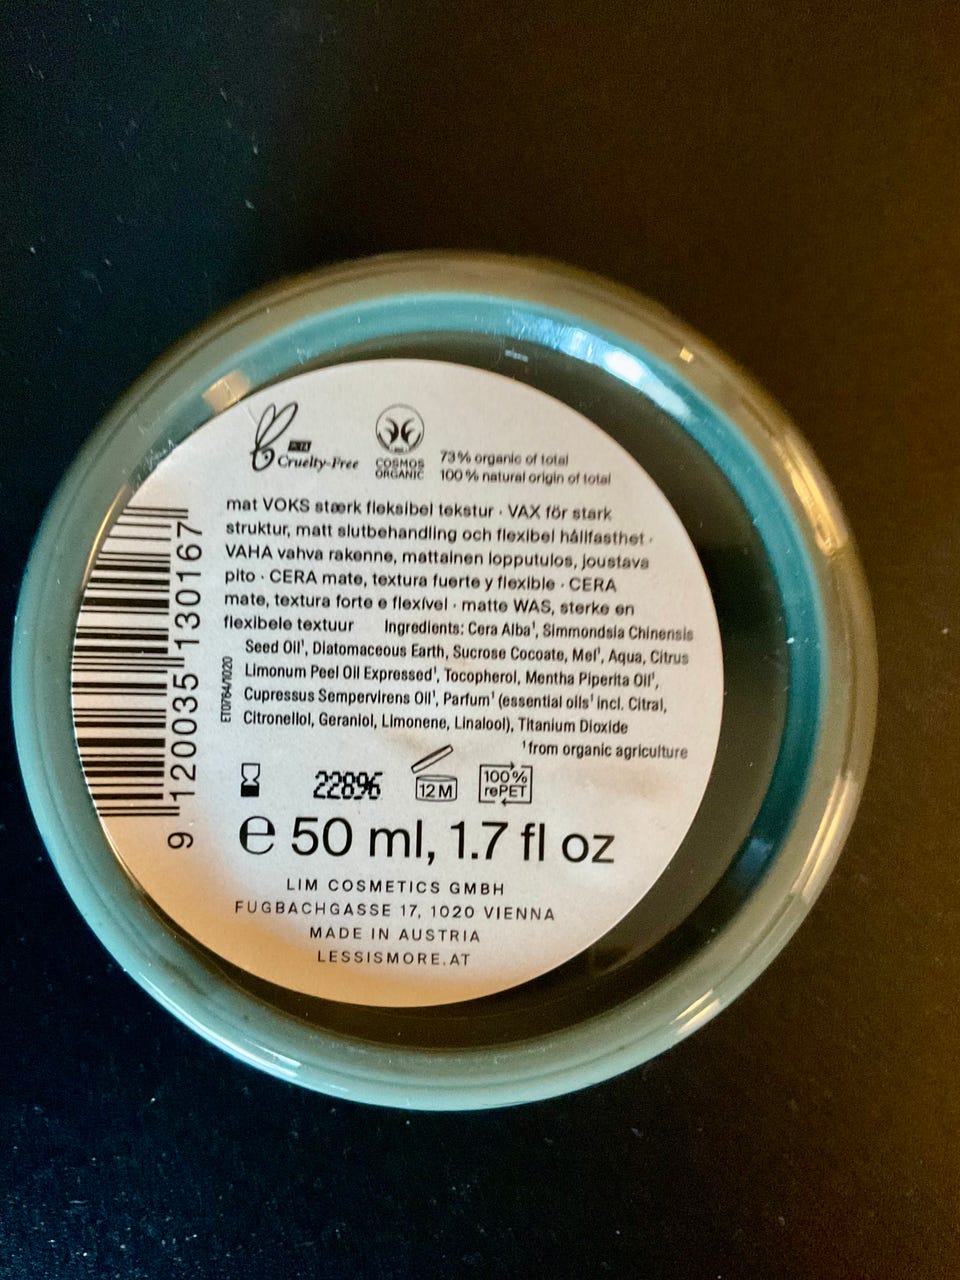 Cruelty-Free
COSMOS
ORGANIC
73% organic of total
100% natural origin of total
mat VOKS stærk fleksibel tekstur · VAX för stark
struktur, matt slutbehandling och flexibel hållfasthet ·
VAHA vahva rakenne, mattainen lopputulos, joustava
pito · CERA mate, textura fuerte y flexible · CERA
mate, textura forte e flexível · matte WAS, sterke en
flexibele textuur Ingredients: Cera Alba¹, Simmondsia Chinensis
Seed Oil¹, Diatomaceous Earth, Sucrose Cocoate, Mel¹, Aqua, Citrus
Limonum Peel Oil Expressed¹, Tocopherol, Mentha Piperita Oil¹,
Cupressus Sempervirens Oil¹, Parfum¹ (essential oils¹ incl. Citral,
Citronellol, Geraniol, Limonene, Linalool), Titanium Dioxide
¹from organic agriculture
ET0764/1020
9 120035 130167
22896
12M
100%
rePET
e 50 ml, 1.7 fl oz
LIM COSMETICS GMBH
FUGBACHGASSE 17, 1020 VIENNA
MADE IN AUSTRIA
LESSISMORE.AT